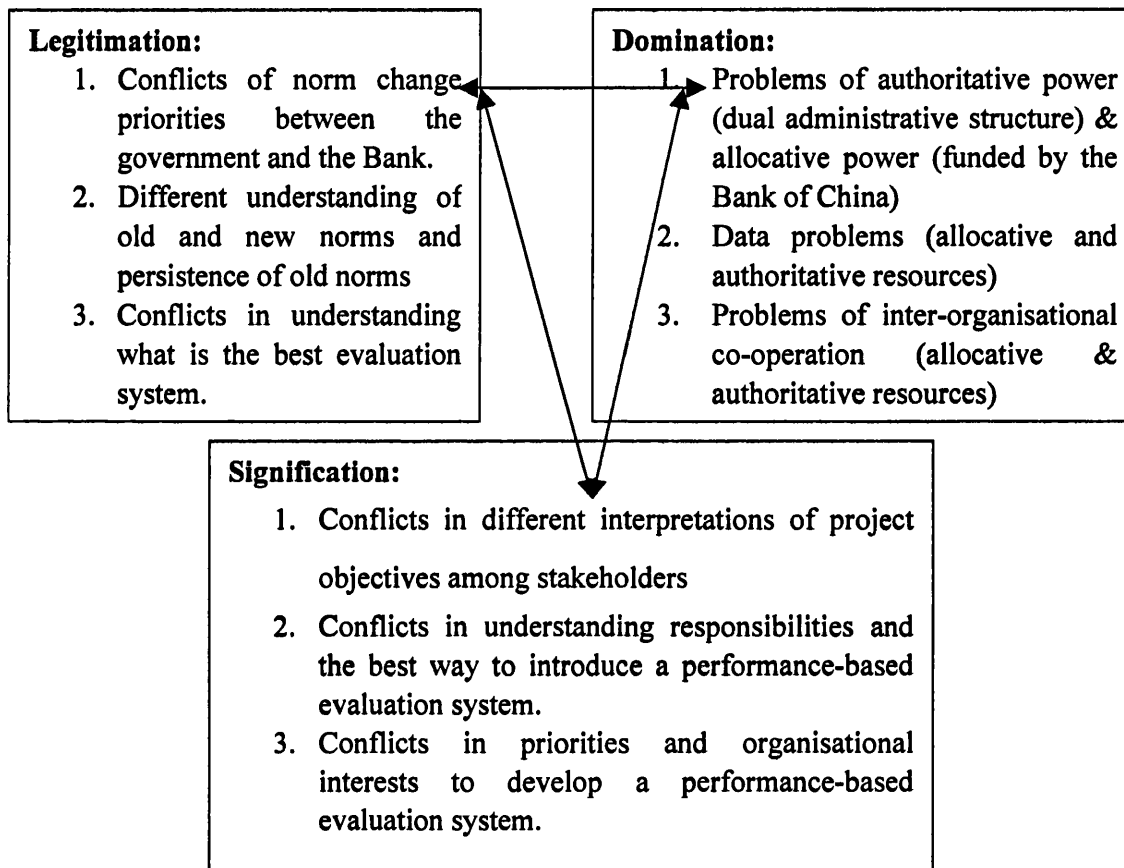 Legitimation:
1. Conflicts of norm change
priorities between the
government and the Bank.
2. Different understanding of
old and new norms and
persistence of old norms
3. Conflicts in understanding
what is the best evaluation
system.
Domination:
1. Problems of authoritative power
(dual administrative structure) &
allocative power (funded by the
Bank of China)
2. Data problems (allocative and
authoritative resources)
3. Problems of inter-organisational
co-operation (allocative &
authoritative resources)
Signification:
1. Conflicts in different interpretations of project
objectives among stakeholders
2. Conflicts in understanding responsibilities and
the best way to introduce a performance-based
evaluation system.
3. Conflicts in priorities and organisational
interests to develop a performance-based
evaluation system.